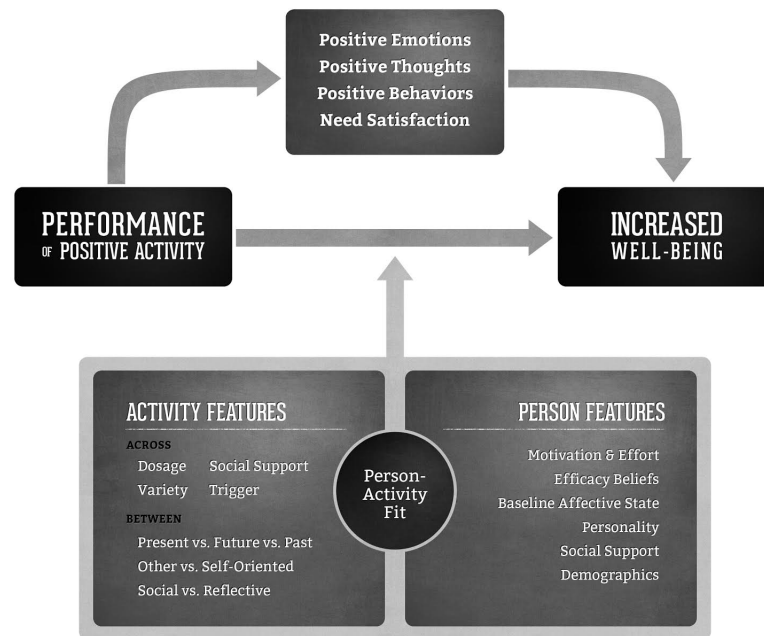 Positive Emotions
Positive Thoughts
Positive Behaviors
Need Satisfaction
PERFORMANCE
OF POSITIVE ACTIVITY
INCREASED
WELL-BEING
ACTIVITY FEATURES
ACROSS
Dosage Social Support
Variety Trigger
BETWEEN
Present vs. Future vs. Past
Other vs. Self-Oriented
Social vs. Reflective
Person-
Activity
Fit
PERSON FEATURES
Motivation & Effort
Efficacy Beliefs
Baseline Affective State
Personality
Social Support
Demographics